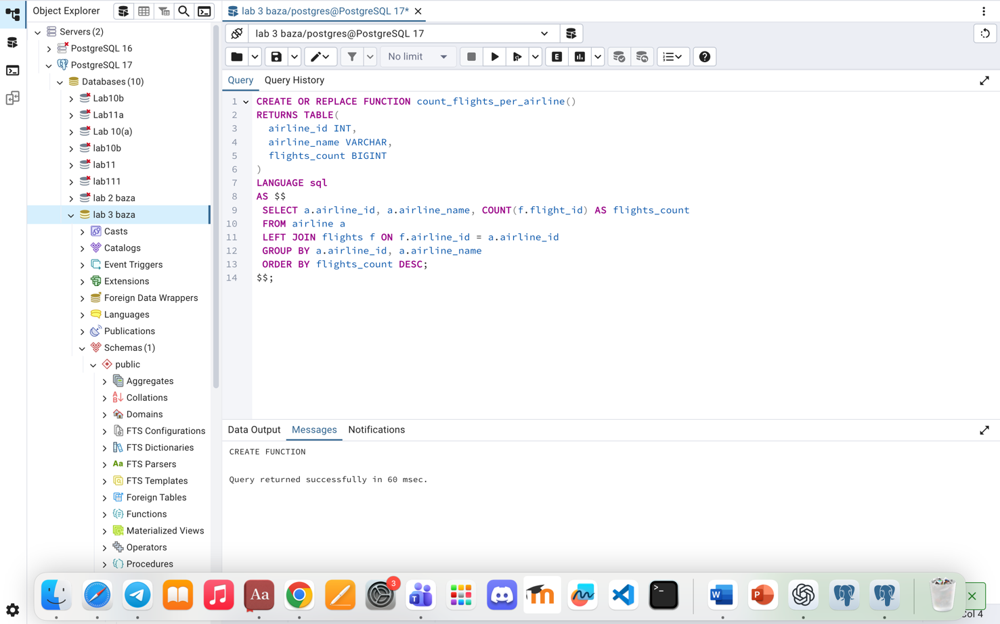 Object Explorer
lab 3 baza/postgres@PostgreSQL 17*
Servers (2)
PostgreSQL 16
PostgreSQL 17
Databases (10)
Lab10b
Lab11a
Lab 10(a)
lab10b
lab11
lab111
lab 2 baza
lab 3 baza
Casts
Catalogs
Event Triggers
Extensions
Foreign Data Wrappers
Languages
Publications
Schemas (1)
public
Aggregates
Collations
Domains
FTS Configurations
FTS Dictionaries
Aa FTS Parsers
FTS Templates
Foreign Tables
Functions
Materialized Views
Operators
Procedures
lab 3 baza/postgres@PostgreSQL 17
No limit
E
Query Query History
1 CREATE OR REPLACE FUNCTION count_flights_per_airline()
2 RETURNS TABLE(
3 airline_id INT,
4 airline_name VARCHAR,
5 flights_count BIGINT
6 )
7 LANGUAGE sql
8 AS $$
9 SELECT a.airline_id, a.airline_name, COUNT(f.flight_id) AS flights_count
10 FROM airline a
11 LEFT JOIN flights f ON f.airline_id = a.airline_id
12 GROUP BY a.airline_id, a.airline_name
13 ORDER BY flights_count DESC;
14 $$;
Data Output Messages Notifications
CREATE FUNCTION
Query returned successfully in 60 msec.
Aa
3
T
W
P
Col 4